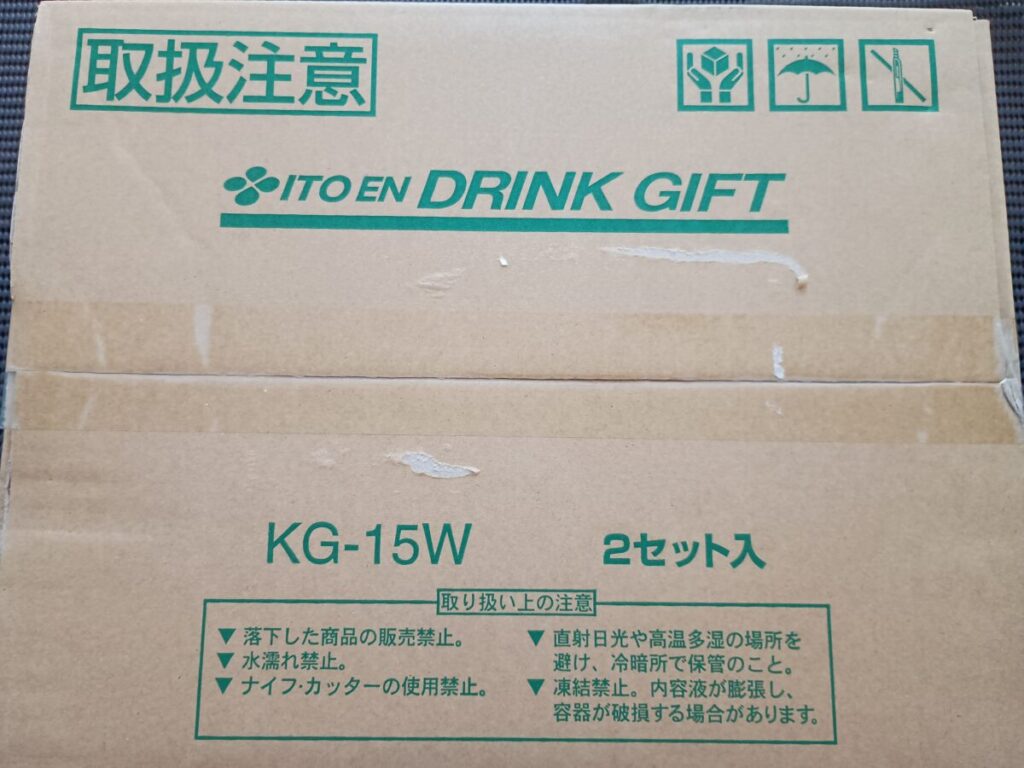 取扱注意
ITO EN DRINK GIFT
KG-15W 2セット入
取り扱い上の注意
▼ 落下した商品の販売禁止。
▼ 水濡れ禁止。
▼ ナイフ・カッターの使用禁止。
▼ 直射日光や高温多湿の場所を
避け、冷暗所で保管のこと。
▼ 凍結禁止。内容液が膨張し、
容器が破損する場合があります。